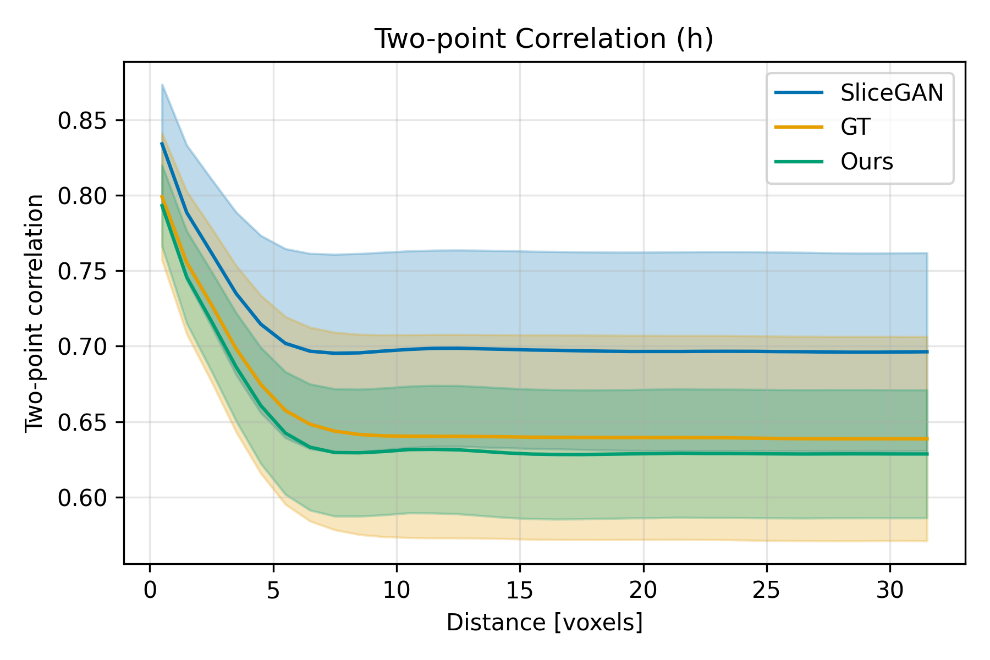 Two-point Correlation (h)
SliceGAN
GT
Ours
Two-point correlation
0.85
0.80
0.75
0.70
0.65
0.60
0 5 10 15 20 25 30
Distance [voxels]